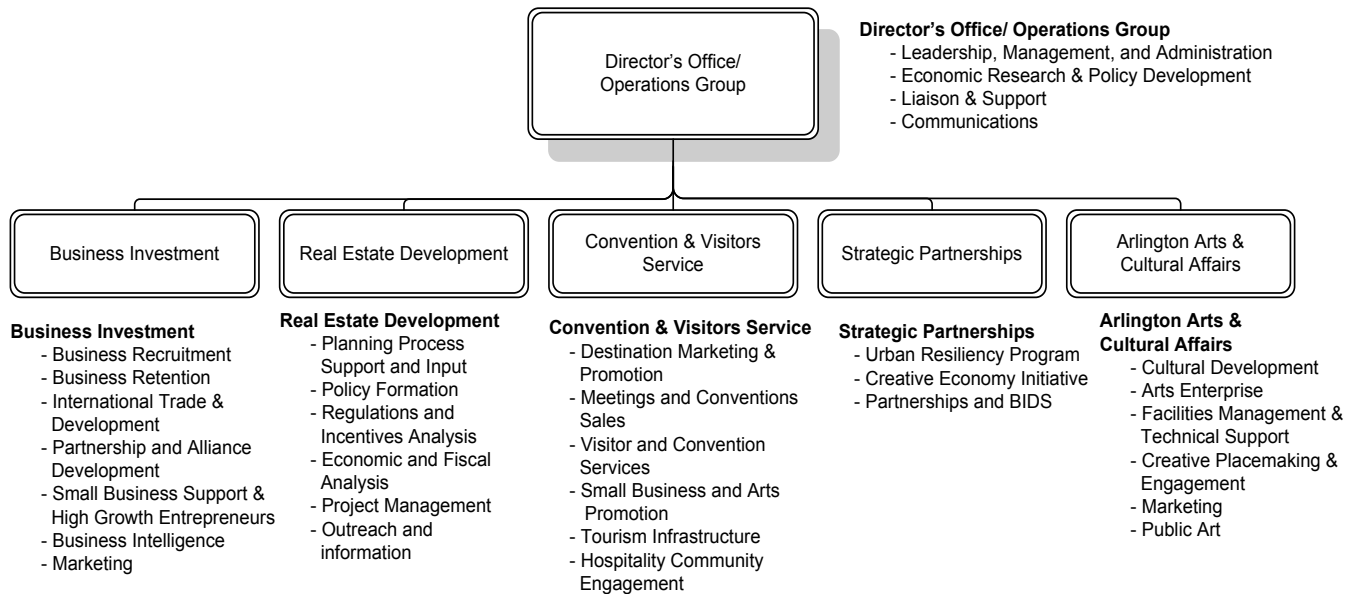 Director's Office/
Operations Group
Director's Office/ Operations Group
- Leadership, Management, and Administration
- Economic Research & Policy Development
- Liaison & Support
- Communications
Business Investment
Real Estate Development
Convention & Visitors
Service
Strategic Partnerships
Arlington Arts &
Cultural Affairs
Business Investment
- Business Recruitment
- Business Retention
- International Trade &
Development
- Partnership and Alliance
Development
- Small Business Support &
High Growth Entrepreneurs
- Business Intelligence
- Marketing
Real Estate Development
- Planning Process
Support and Input
- Policy Formation
- Regulations and
Incentives Analysis
- Economic and Fiscal
Analysis
- Project Management
- Outreach and
information
Convention & Visitors Service
- Destination Marketing &
Promotion
- Meetings and Conventions
Sales
- Visitor and Convention
Services
- Small Business and Arts
Promotion
- Tourism Infrastructure
- Hospitality Community
Engagement
Strategic Partnerships
- Urban Resiliency Program
- Creative Economy Initiative
- Partnerships and BIDS
Arlington Arts &
Cultural Affairs
- Cultural Development
- Arts Enterprise
- Facilities Management &
Technical Support
- Creative Placemaking &
Engagement
- Marketing
- Public Art